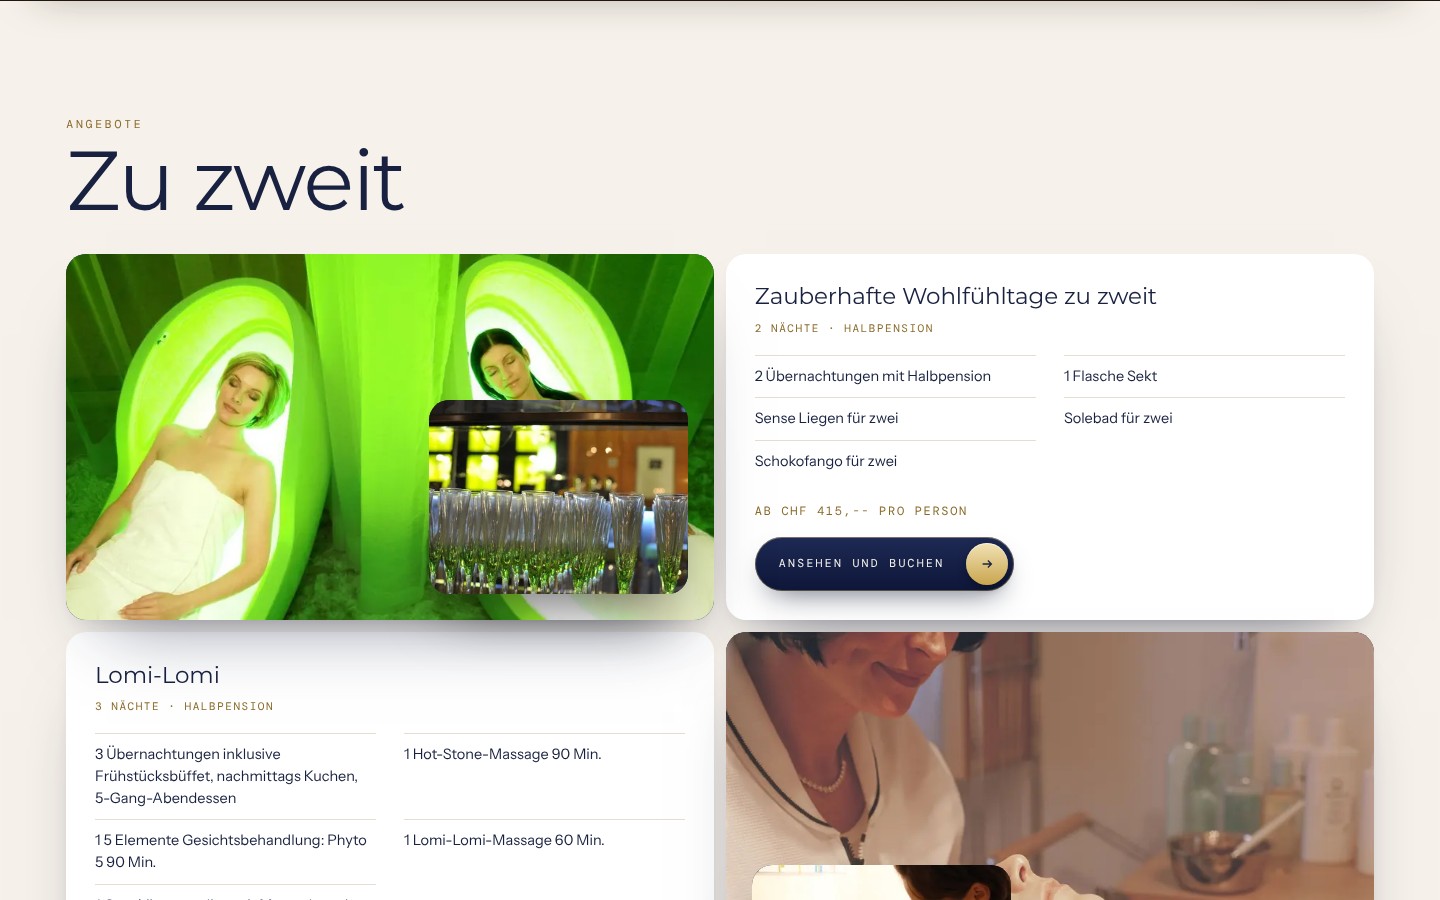 ANGEBOTE
Zu zweit
Zauberhafte Wohlfühltage zu zweit
2 NÄCHTE · HALBPENSION
2 Übernachtungen mit Halbpension
1 Flasche Sekt
Sense Liegen für zwei
Solebad für zwei
Schokofango für zwei
AB CHF 415,-- PRO PERSON
ANSEHEN UND BUCHEN
Lomi-Lomi
3 NÄCHTE · HALBPENSION
3 Übernachtungen inklusive
Frühstücksbüffet, nachmittags Kuchen,
5-Gang-Abendessen
1 Hot-Stone-Massage 90 Min.
1 5 Elemente Gesichtsbehandlung: Phyto
5 90 Min.
1 Lomi-Lomi-Massage 60 Min.